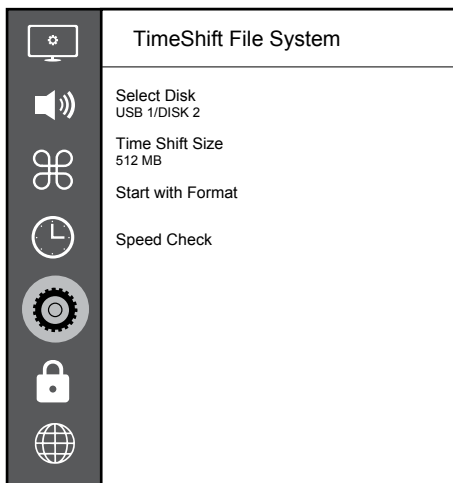 TimeShift File System
Select Disk
USB 1/DISK 2
Time Shift Size
512 MB
Start with Format
Speed Check